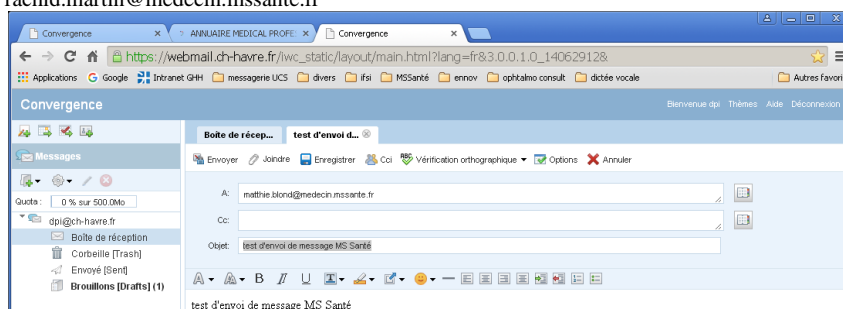 rachid.martin@medecin.mssante.fr
Convergence
ANNUAIRE MEDICAL PROFE
Convergence
https://webmail.ch-havre.fr/iwc_static/layout/main.html?lang=fr&3.0.0.1.0_14062912&
Applications Google Intranet GHH messagerie UCS divers ifsi MSSanté ennov ophtalmo consult dictée vocale Autres favori
Convergence Bienvenue dpi Thèmes Aide Déconnexion
Boîte de récep... test d'envoi d...
Messages
Envoyer Joindre Enregistrer Cci Vérification orthographique Options Annuler
A: matthie.blond@medecin.mssante.fr
Quota : 0 % sur 500.0Mo
Cc:
dpi@ch-havre.fr
Boîte de réception
Objet: test d'envoi de message MS Santé
Corbeille [Trash]
Envoyé [Sent]
Brouillons [Drafts] (1)
test d'envoi de message MS Santé